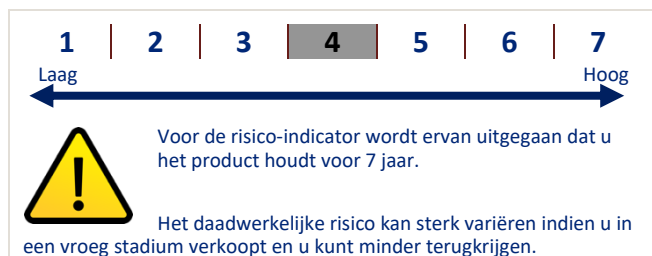 1 2 3 4 5 6 7
Laag Hoog
Voor de risico-indicator wordt ervan uitgegaan dat u
het product houdt voor 7 jaar.
Het daadwerkelijke risico kan sterk variëren indien u in
een vroeg stadium verkoopt en u kunt minder terugkrijgen.